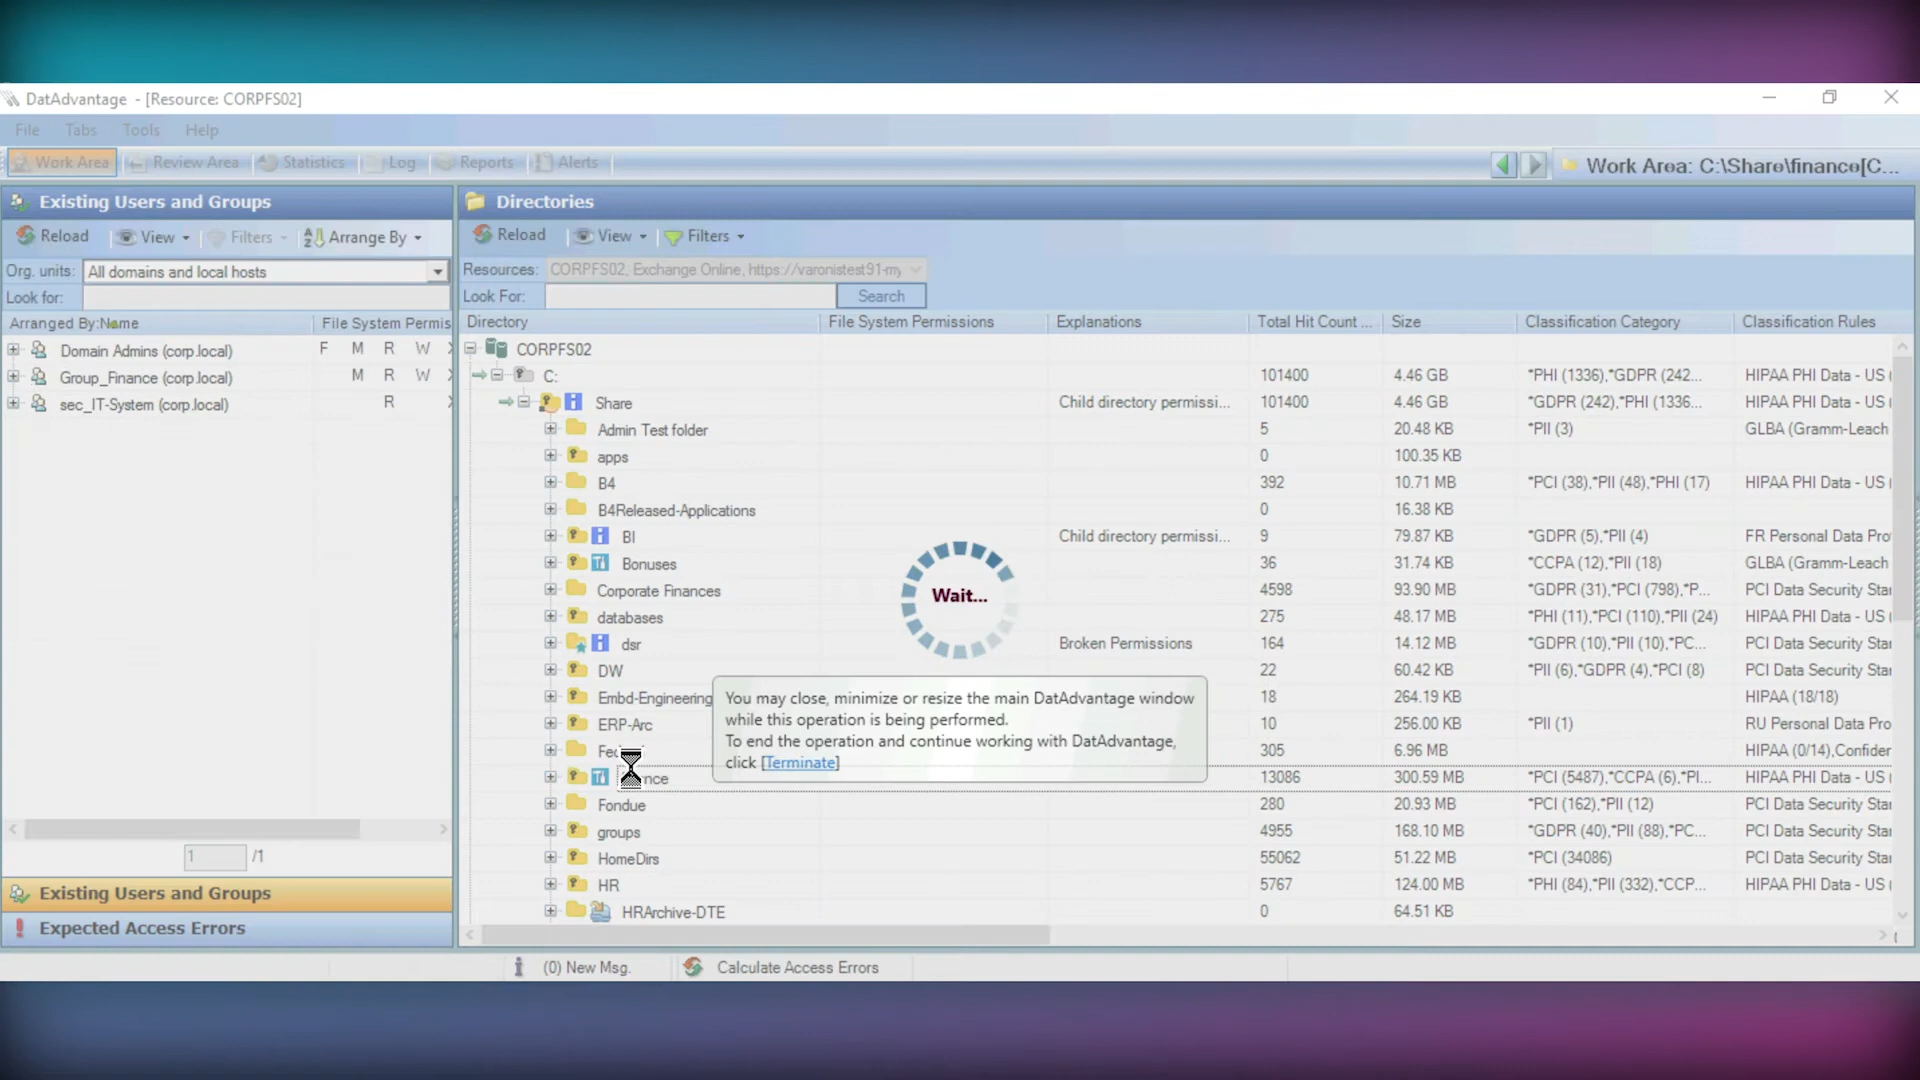 DatAdvantage - [Resource: CORPFS02]
File Tabs Tools Help
Work Area Review Area Statistics Log Reports Alerts
Work Area: C:\Share\finance[C...
Existing Users and Groups
Reload View Filters Arrange By
Org. units: All domains and local hosts
Look for:
Arranged By:Name File System Permis
Domain Admins (corp.local) F M R W
Group_Finance (corp.local) M R W
sec_IT-System (corp.local) R
1 /1
Existing Users and Groups
Expected Access Errors
Directories
Reload View Filters
Resources: CORPFS02, Exchange Online, https://varonistest91-my
Look For: Search
Directory File System Permissions Explanations Total Hit Count ... Size Classification Category Classification Rules
CORPFS02
C: 101400 4.46 GB *PHI (1336),*GDPR (242... HIPAA PHI Data - US (
Share Child directory permissi... 101400 4.46 GB *GDPR (242),*PHI (1336... HIPAA PHI Data - US (
Admin Test folder 5 20.48 KB *PII (3) GLBA (Gramm-Leach
apps 0 100.35 KB
B4 392 10.71 MB *PCI (38),*PII (48),*PHI (17) HIPAA PHI Data - US (
B4Released-Applications 0 16.38 KB
BI Child directory permissi... 9 79.87 KB *GDPR (5),*PII (4) FR Personal Data Pro
Bonuses 36 31.74 KB *CCPA (12),*PII (18) GLBA (Gramm-Leach
Corporate Finances 4598 93.90 MB *GDPR (31),*PCI (798),*P... PCI Data Security Sta
databases 275 48.17 MB *PHI (11),*PCI (110),*PII (24) HIPAA PHI Data - US (
dsr Broken Permissions 164 14.12 MB *GDPR (10),*PII (10),*PC... PCI Data Security Sta
DW 22 60.42 KB *PII (6),*GDPR (4),*PCI (8) PCI Data Security Sta
Embd-Engineering 18 264.19 KB HIPAA (18/18)
ERP-Arc 10 256.00 KB *PII (1) RU Personal Data Pro
305 6.96 MB HIPAA (0/14),Confider
13086 300.59 MB *PCI (5487),*CCPA (6),*PI... PCI Data Security Sta
Fondue 280 20.93 MB *PCI (162),*PII (12) PCI Data Security Sta
groups 4955 168.10 MB *GDPR (40),*PII (88),*PC... PCI Data Security Sta
HomeDirs 55062 51.22 MB *PCI (34086) PCI Data Security Sta
HR 5767 124.00 MB *PHI (84),*PII (332),*CCP... HIPAA PHI Data - US (
HRArchive-DTE 0 64.51 KB
Wait...
You may close, minimize or resize the main DatAdvantage window
while this operation is being performed.
To end the operation and continue working with DatAdvantage,
click [Terminate]
(0) New Msg. Calculate Access Errors